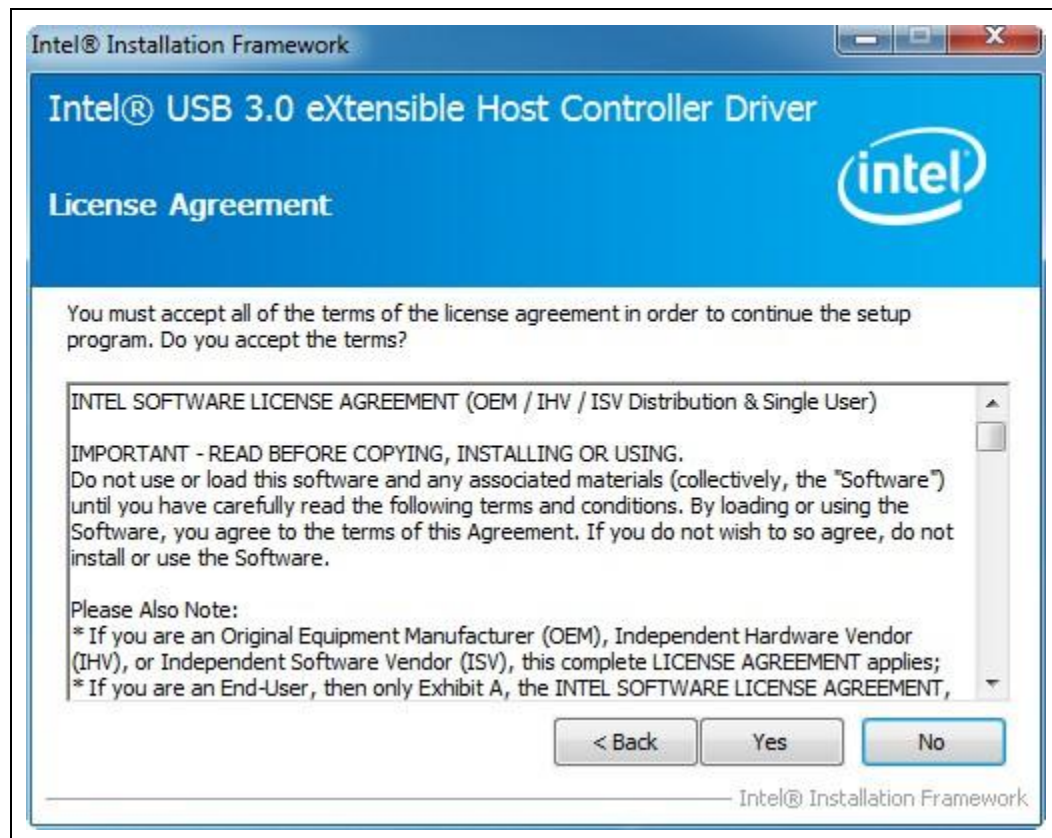 Intel® Installation Framework
Intel® USB 3.0 eXtensible Host Controller Driver
intel
License Agreement
You must accept all of the terms of the license agreement in order to continue the setup
program. Do you accept the terms?
INTEL SOFTWARE LICENSE AGREEMENT (OEM / IHV / ISV Distribution & Single User)
IMPORTANT - READ BEFORE COPYING, INSTALLING OR USING.
Do not use or load this software and any associated materials (collectively, the "Software")
until you have carefully read the following terms and conditions. By loading or using the
Software, you agree to the terms of this Agreement. If you do not wish to so agree, do not
install or use the Software.
Please Also Note:
* If you are an Original Equipment Manufacturer (OEM), Independent Hardware Vendor
(IHV), or Independent Software Vendor (ISV), this complete LICENSE AGREEMENT applies;
* If you are an End-User, then only Exhibit A, the INTEL SOFTWARE LICENSE AGREEMENT,
< Back
Yes
No
Intel® Installation Framework